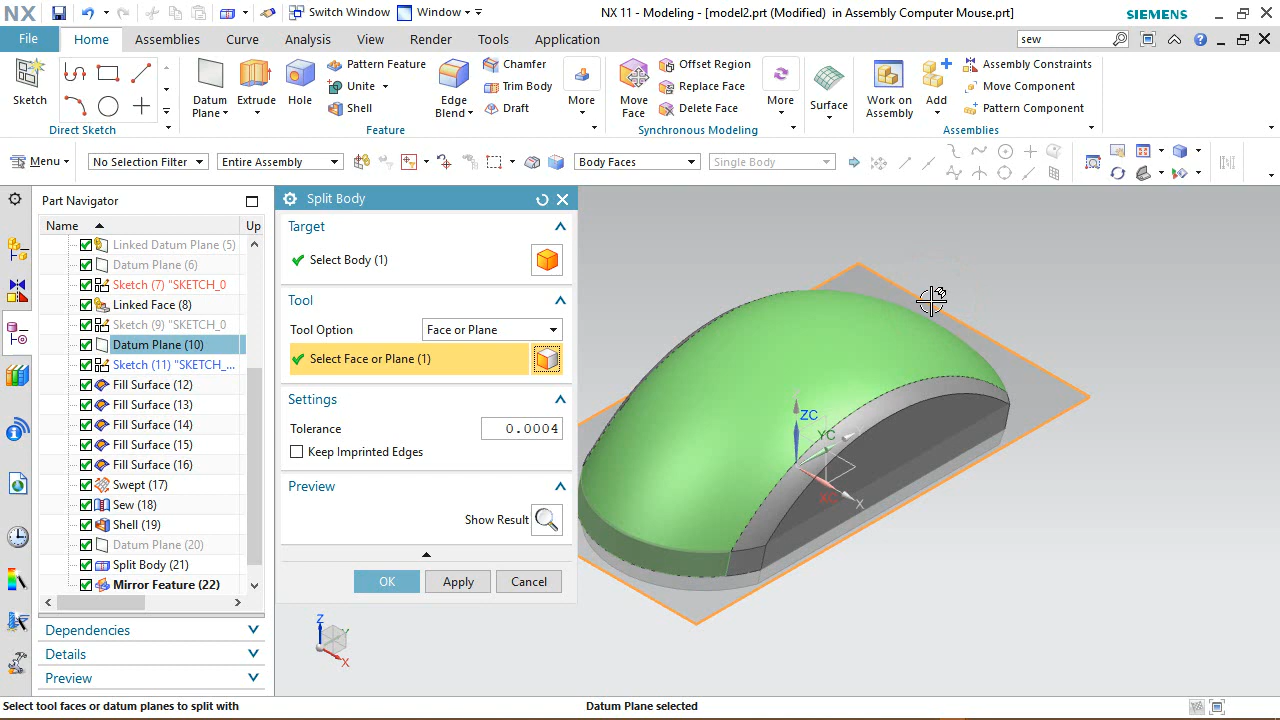 NX
Switch Window
Window
NX 11 - Modeling - [model2.prt (Modified) in Assembly Computer Mouse.prt]
SIEMENS
File
Home
Assemblies
Curve
Analysis
View
Render
Tools
Application
sew
Sketch
Direct Sketch
Datum Plane
Extrude
Hole
Pattern Feature
Unite
Shell
Edge Blend
Chamfer
Trim Body
Draft
More
Feature
Move Face
Offset Region
Replace Face
Delete Face
More
Synchronous Modeling
Surface
Work on Assembly
Add
Assembly Constraints
Move Component
Pattern Component
Assemblies
Menu
No Selection Filter
Entire Assembly
Body Faces
Single Body
Part Navigator
Name
Up
Linked Datum Plane (5)
Datum Plane (6)
Sketch (7) "SKETCH_0
Linked Face (8)
Sketch (9) "SKETCH_0
Datum Plane (10)
Sketch (11) "SKETCH_...
Fill Surface (12)
Fill Surface (13)
Fill Surface (14)
Fill Surface (15)
Fill Surface (16)
Swept (17)
Sew (18)
Shell (19)
Datum Plane (20)
Split Body (21)
Mirror Feature (22)
Dependencies
Details
Preview
Split Body
Target
Select Body (1)
Tool
Tool Option
Face or Plane
Select Face or Plane (1)
Settings
Tolerance
0.0004
Keep Imprinted Edges
Preview
Show Result
OK
Apply
Cancel
ZC
YC
XC
X
Z
Y
X
Select tool faces or datum planes to split with
Datum Plane selected